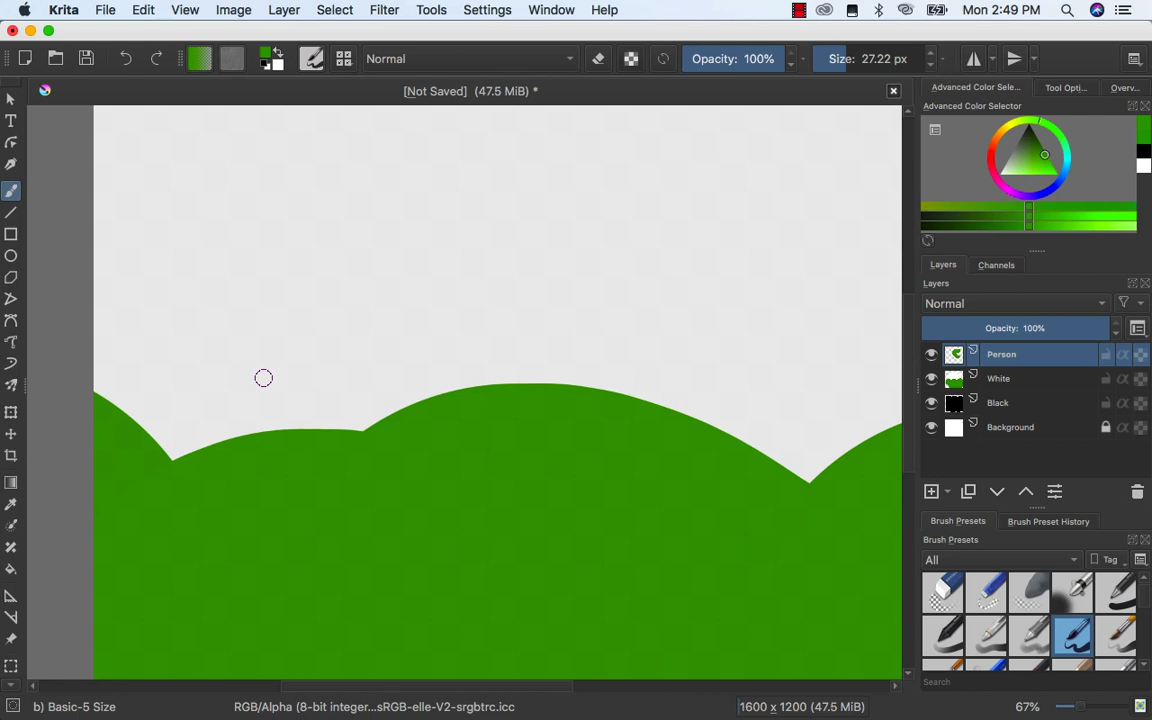 Krita File Edit View Image Layer Select Filter Tools Settings Window Help Mon 2:49 PM
Normal Opacity: 100% Size: 27.22 px
[Not Saved] (47.5 MiB) *
Advanced Color Sele... Tool Opti... Overv...
Advanced Color Selector
Layers Channels
Layers
Normal
Opacity: 100%
Person
White
Black
Background
Brush Presets Brush Preset History
Brush Presets
All Tag
Search
b) Basic-5 Size RGB/Alpha (8-bit integer...sRGB-elle-V2-srgbtrc.icc 1600 x 1200 (47.5 MiB) 67%